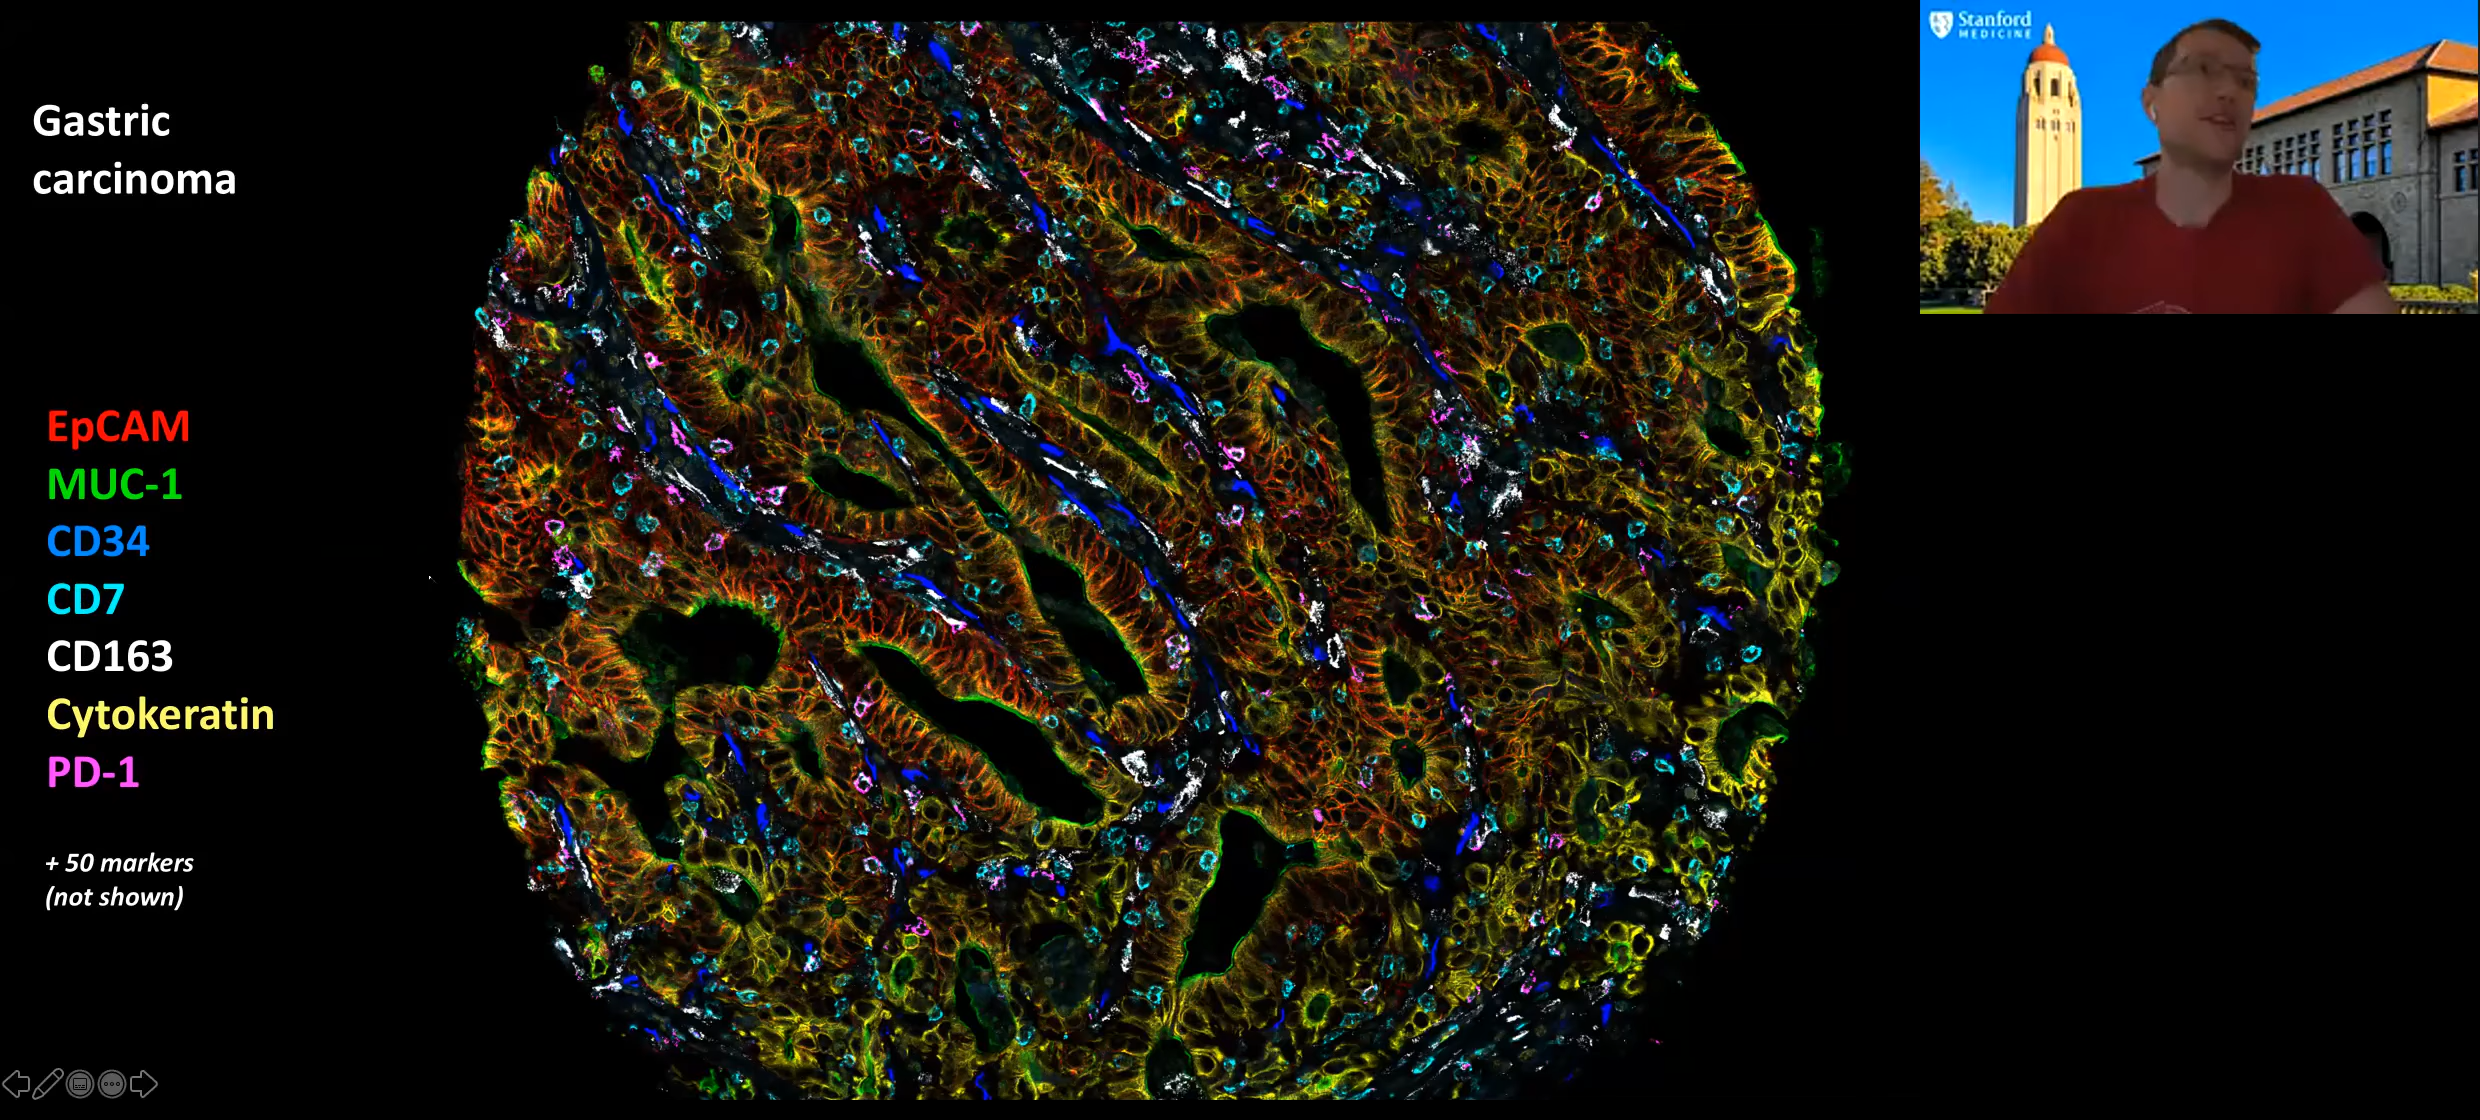 Gastric
carcinoma
EpCAM
MUC-1
CD34
CD7
CD163
Cytokeratin
PD-1
+ 50 markers
(not shown)
Stanford
MEDICINE